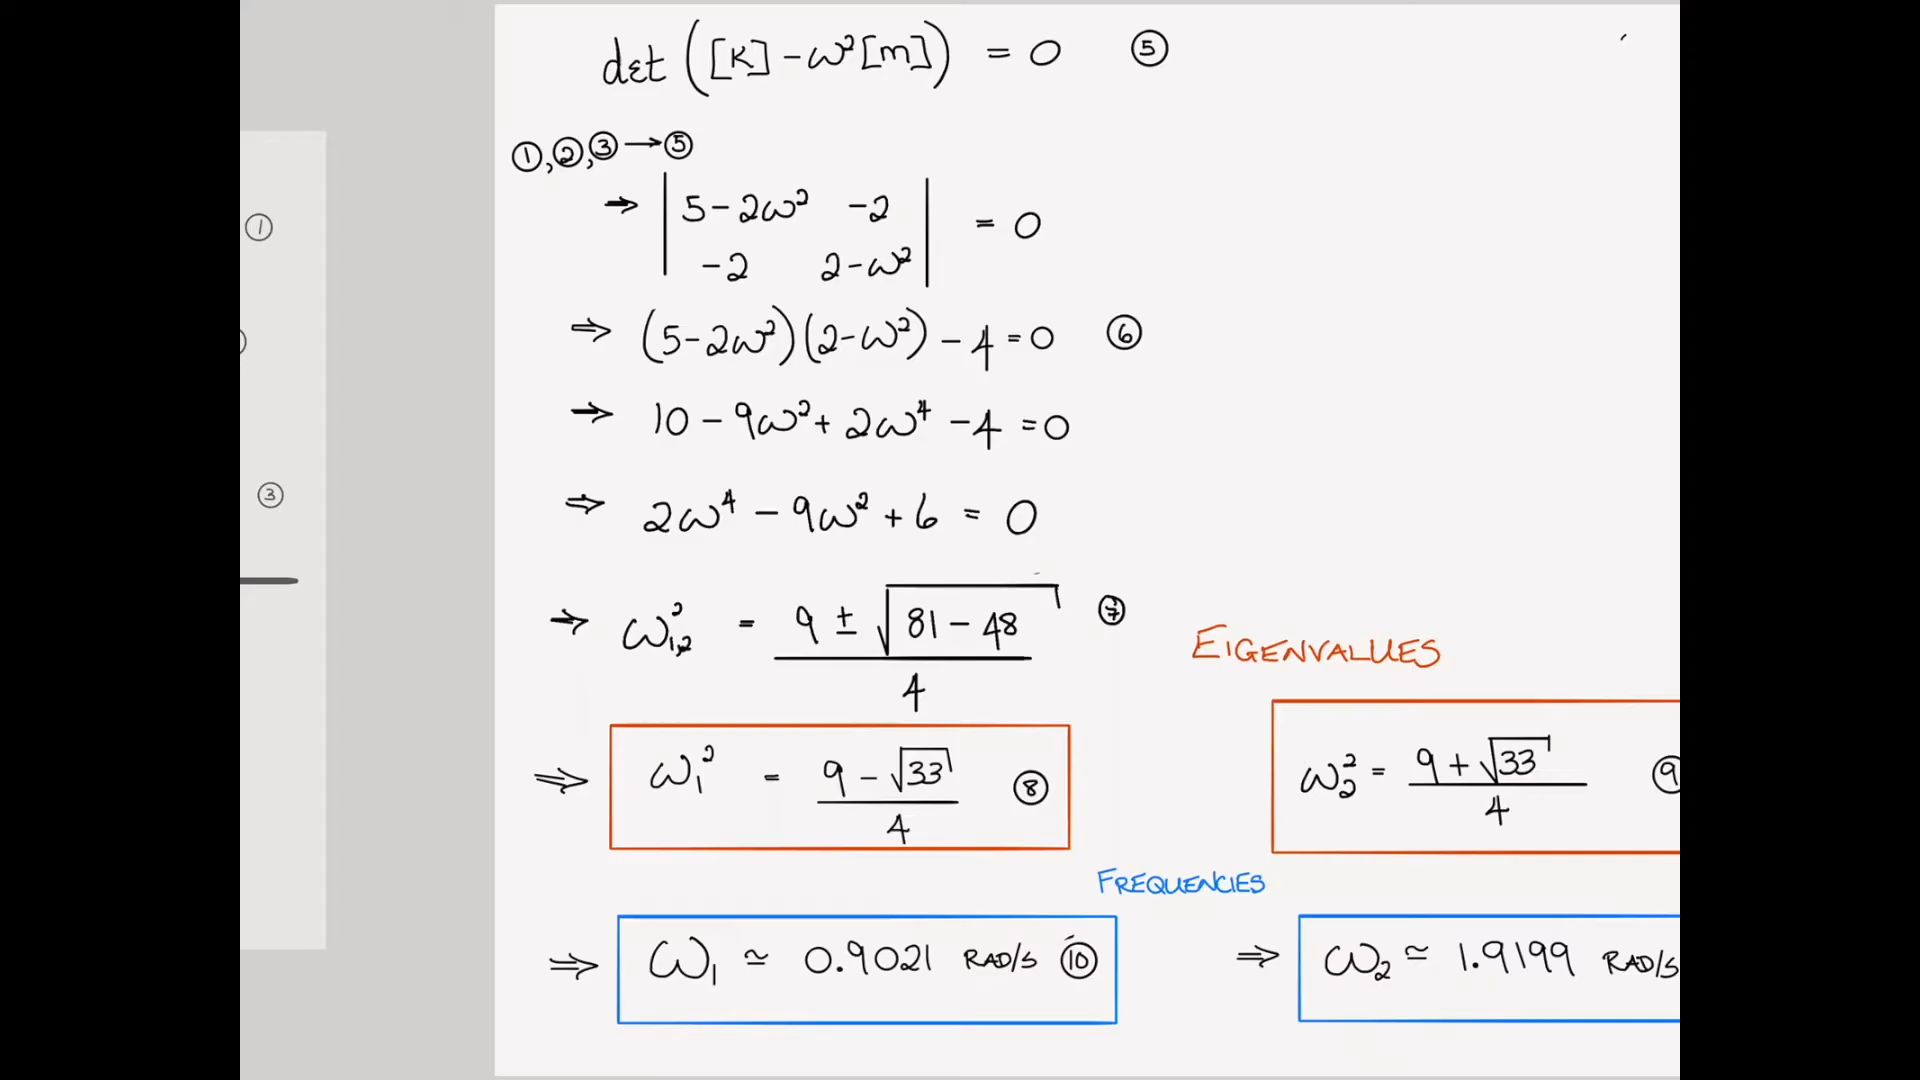 det ([K] - ω²[m]) = 0 ⑤
①,②,③ → ⑤
①
⇒ | 5 - 2ω² -2 | = 0
| -2 2 - ω² |
⇒ (5 - 2ω²)(2 - ω²) - 4 = 0 ⑥
⇒ 10 - 9ω² + 2ω⁴ - 4 = 0
③
⇒ 2ω⁴ - 9ω² + 6 = 0
⇒ ω²₁,₂ = (9 ± √(81 - 48)) / 4 ⑦
EIGENVALUES
⇒ ω₁² = (9 - √33) / 4 ⑧
ω₂² = (9 + √33) / 4 ⑨
FREQUENCIES
⇒ ω₁ ≃ 0.9021 RAD/S ⑩
⇒ ω₂ ≃ 1.9199 RAD/S